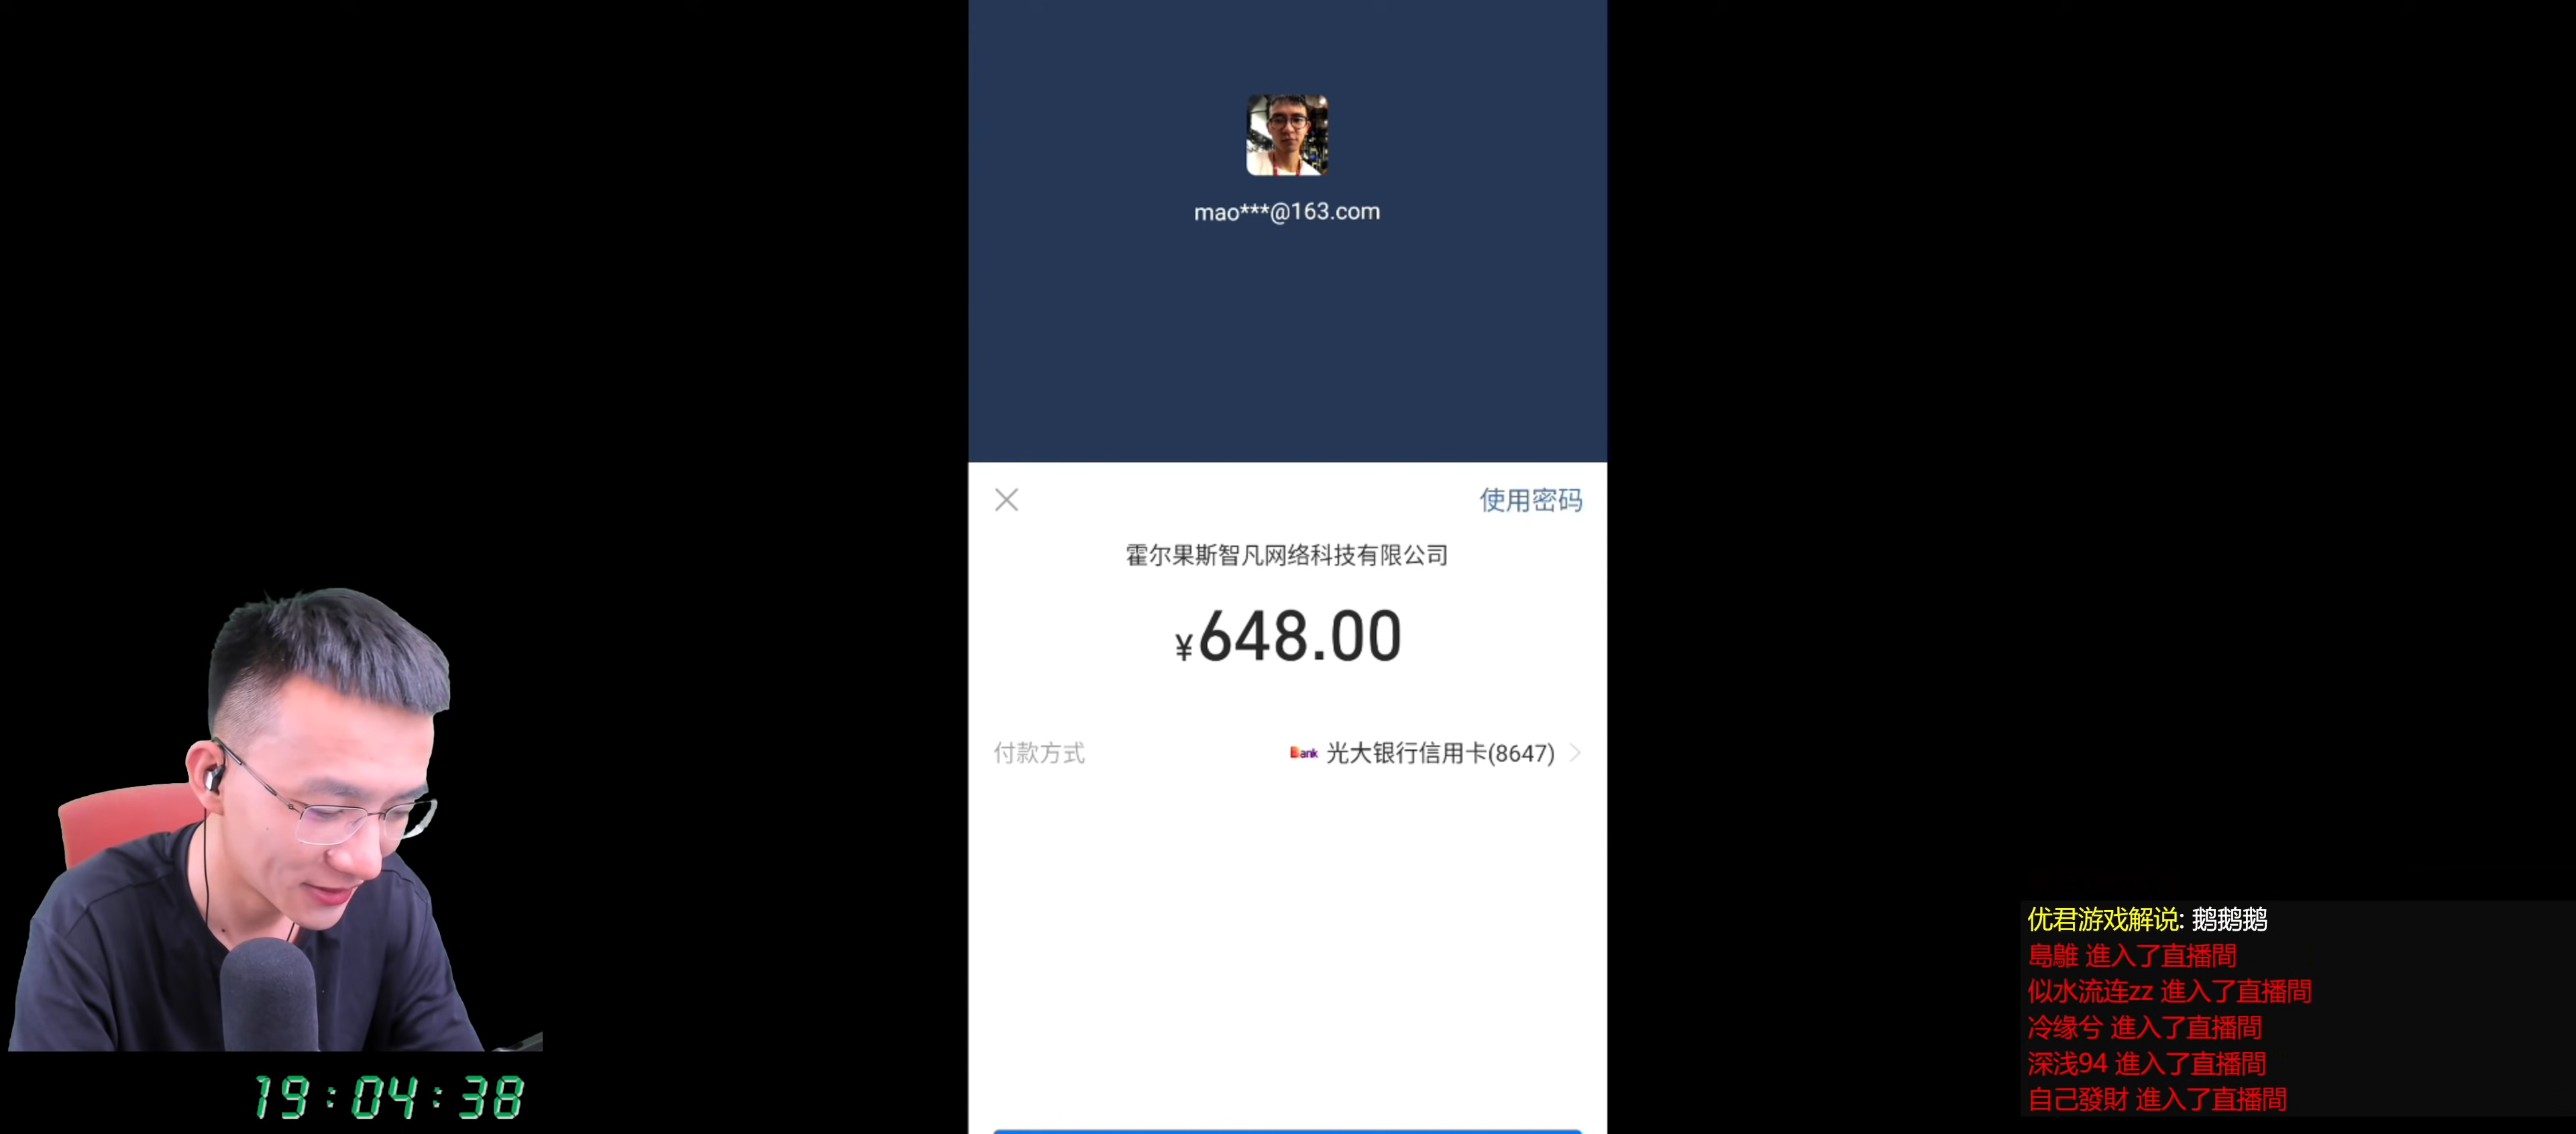 mao***@163.com
使用密码
霍尔果斯智凡网络科技有限公司
¥648.00
付款方式
Bank 光大银行信用卡(8647)
优君游戏解说: 鹅鹅鹅
島雛 進入了直播間
似水流连zz 進入了直播間
冷缘兮 進入了直播間
深浅94 進入了直播間
自己發財 進入了直播間
19:04:38